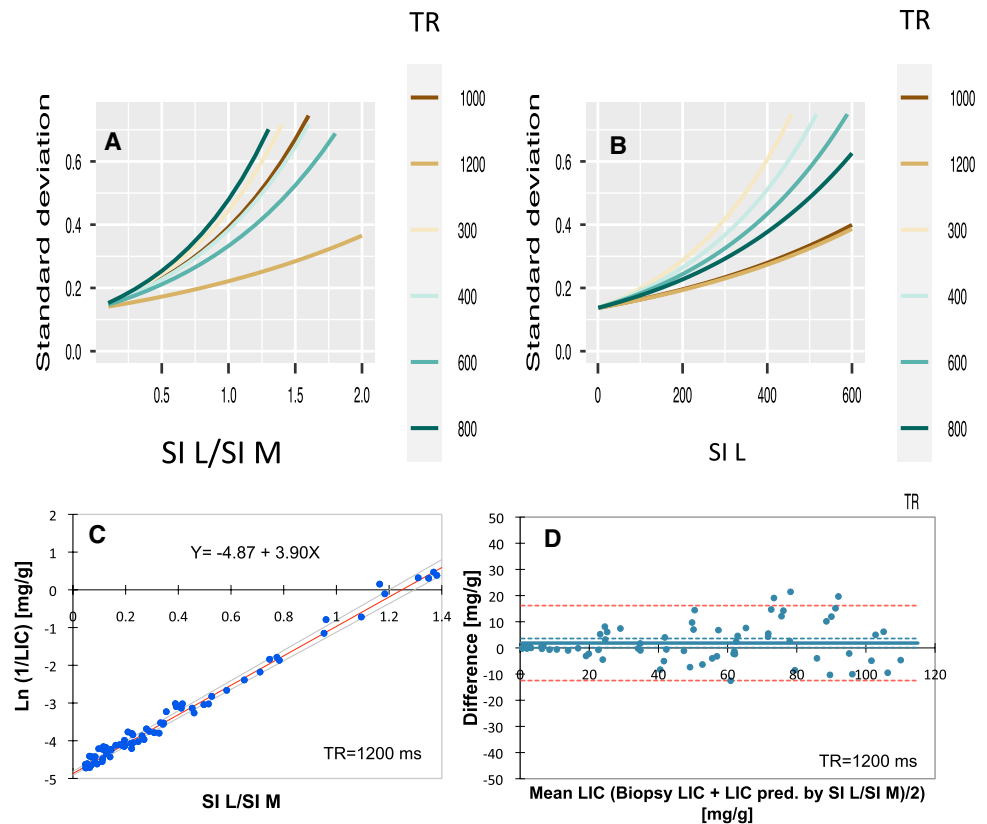 TR
1000
1200
300
400
600
800
A
Standard deviation
0.6
0.4
0.2
0.0
0.5 1.0 1.5 2.0
SI L/SI M
TR
1000
1200
300
400
600
800
B
Standard deviation
0.6
0.4
0.2
0.0
0 200 400 600
SI L
C
Y= -4.87 + 3.90X
Ln (1/LIC) [mg/g]
2
1
0
-1
-2
-3
-4
-5
0 0.2 0.4 0.6 0.8 1 1.2 1.4
TR=1200 ms
SI L/SI M
TR
D
Difference [mg/g]
50
40
30
20
10
0
-10
-20
-30
-40
-50
0 20 40 60 80 100 120
TR=1200 ms
Mean LIC (Biopsy LIC + LIC pred. by SI L/SI M)/2)
[mg/g]